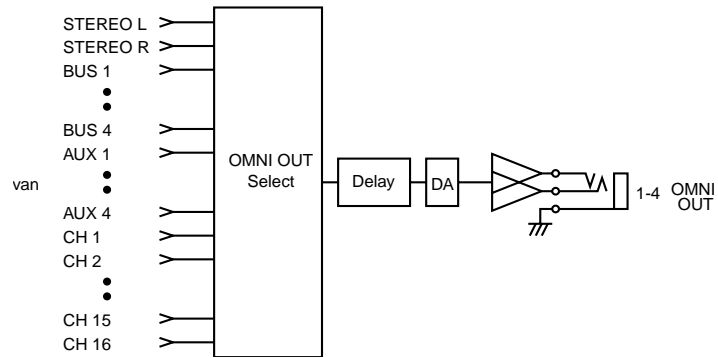 STEREO L
STEREO R
BUS 1
BUS 4
AUX 1
van
AUX 4
CH 1
CH 2
CH 15
CH 16
OMNI OUT
Select
Delay
DA
1-4 OMNI
OUT